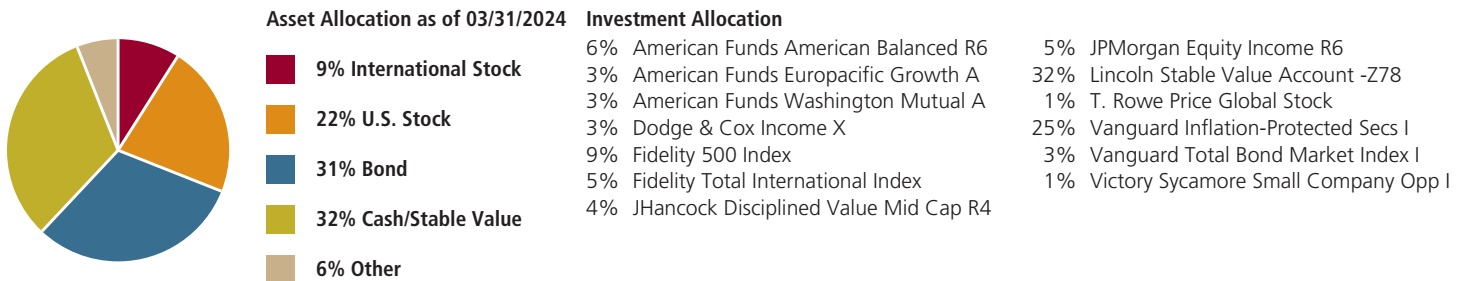 Asset Allocation as of 03/31/2024
9% International Stock
22% U.S. Stock
31% Bond
32% Cash/Stable Value
6% Other
Investment Allocation
6% American Funds American Balanced R6
3% American Funds Europacific Growth A
3% American Funds Washington Mutual A
3% Dodge & Cox Income X
9% Fidelity 500 Index
5% Fidelity Total International Index
4% JHancock Disciplined Value Mid Cap R4
5% JPMorgan Equity Income R6
32% Lincoln Stable Value Account -Z78
1% T. Rowe Price Global Stock
25% Vanguard Inflation-Protected Secs I
3% Vanguard Total Bond Market Index I
1% Victory Sycamore Small Company Opp I